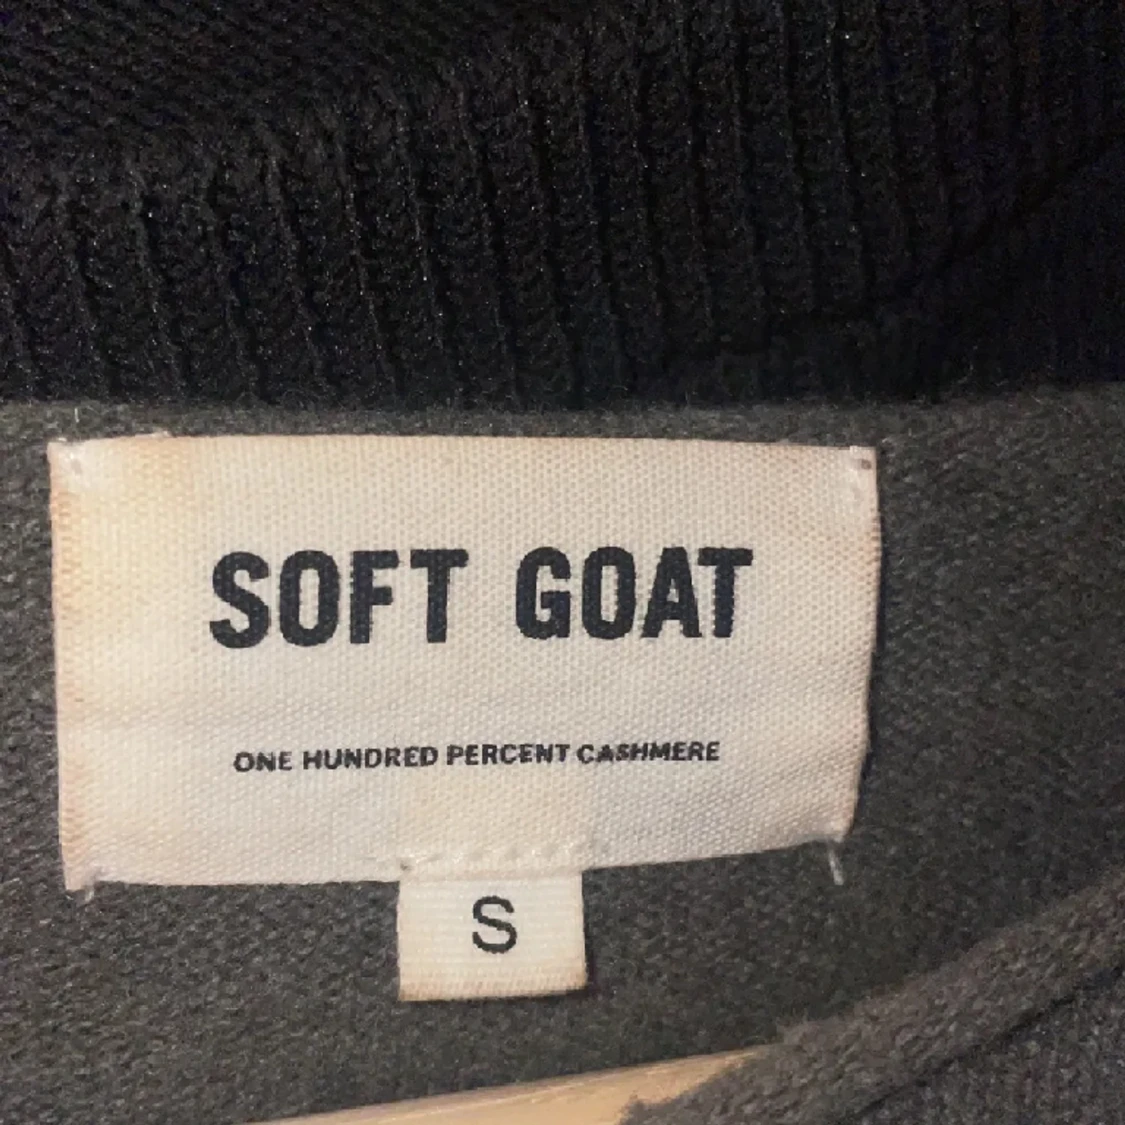 SOFT GOAT
ONE HUNDRED PERCENT CASHMERE
S